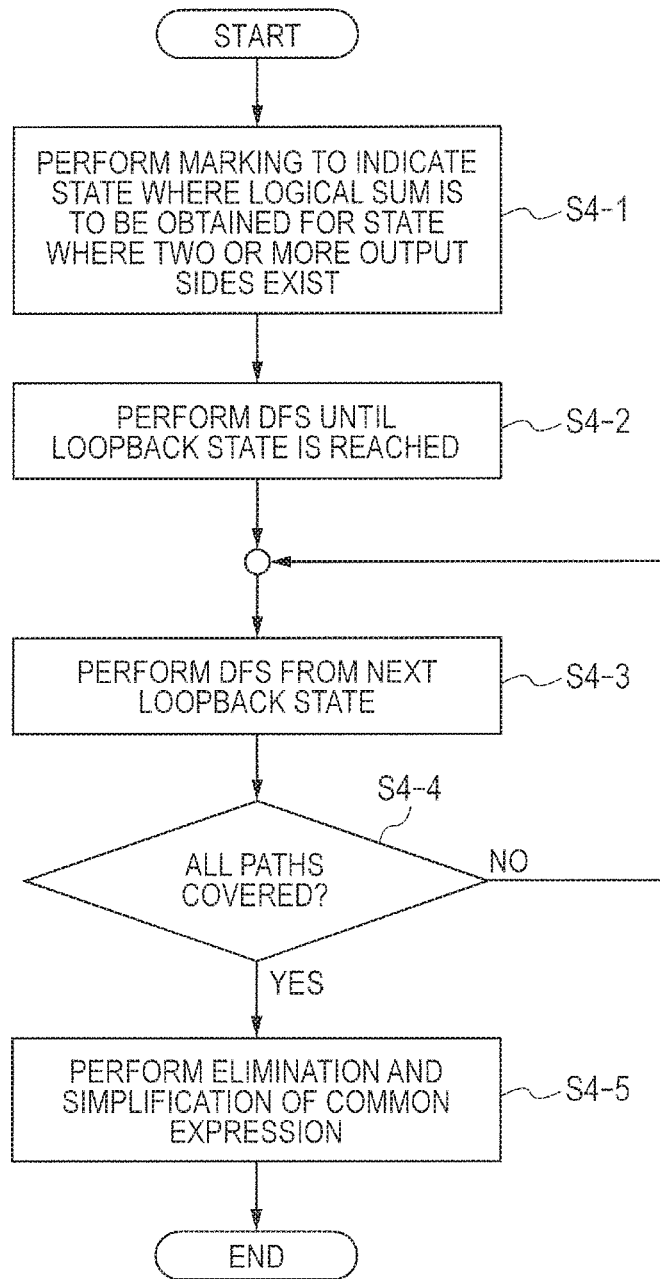 START
PERFORM MARKING TO INDICATE
STATE WHERE LOGICAL SUM IS
TO BE OBTAINED FOR STATE
WHERE TWO OR MORE OUTPUT
SIDES EXIST
S4-1
PERFORM DFS UNTIL
LOOPBACK STATE IS REACHED
S4-2
PERFORM DFS FROM NEXT
LOOPBACK STATE
S4-3
S4-4
ALL PATHS
COVERED?
NO
YES
PERFORM ELIMINATION AND
SIMPLIFICATION OF COMMON
EXPRESSION
S4-5
END